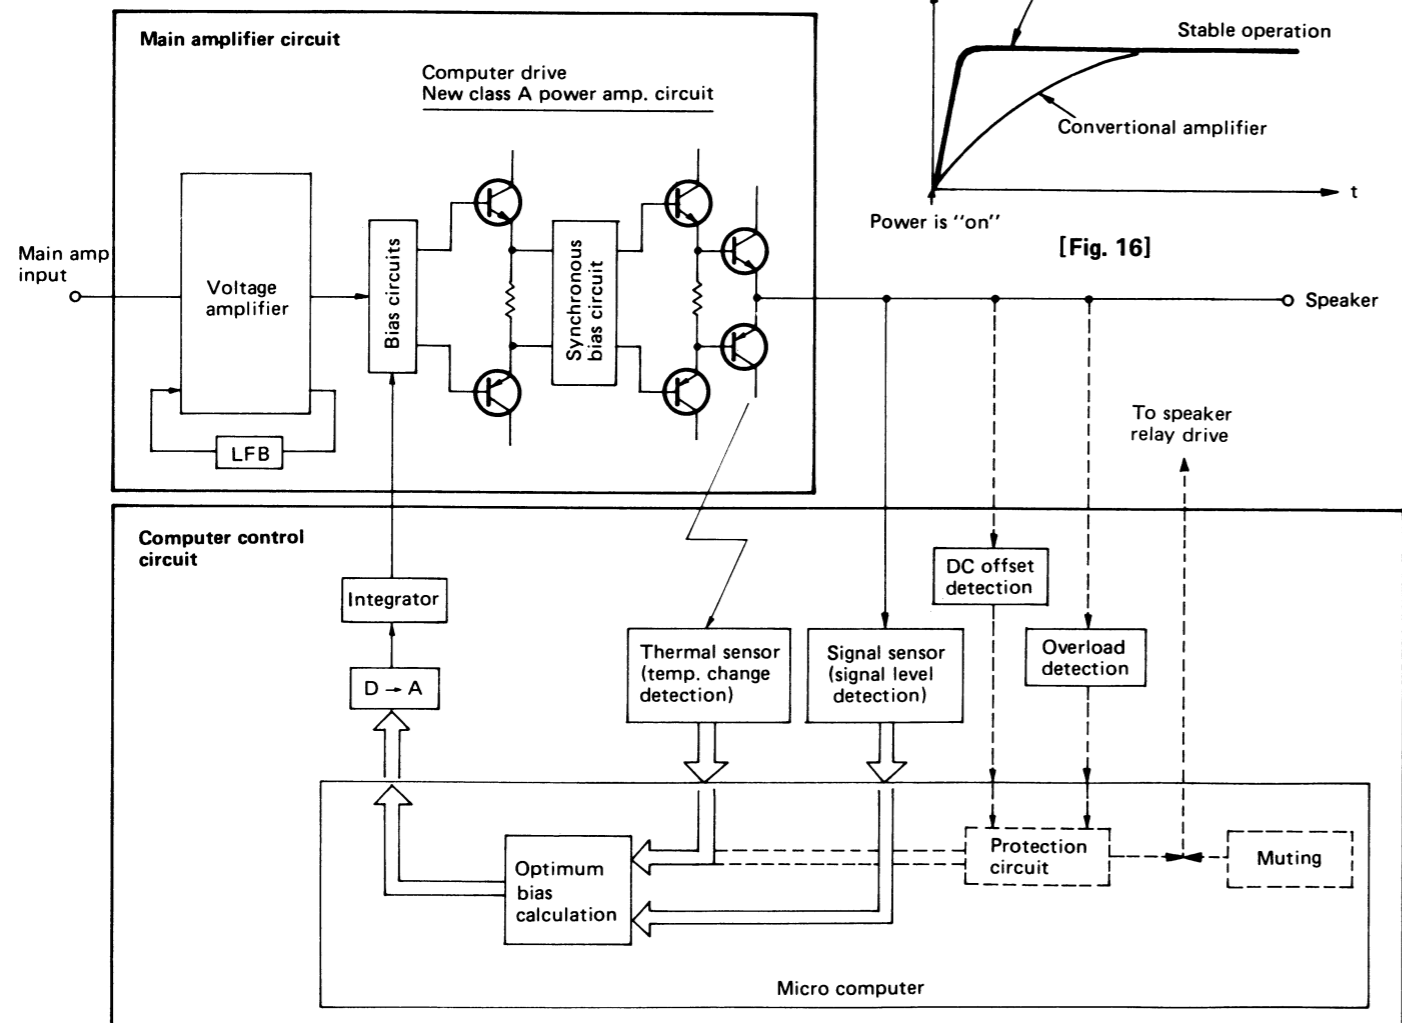 Main amplifier circuit
Computer drive
New class A power amp. circuit
Stable operation
Convertional amplifier
t
Power is "on"
[Fig. 16]
Main amp
input
Voltage
amplifier
LFB
Bias circuits
Synchronous
bias circuit
Speaker
To speaker
relay drive
Computer control
circuit
Integrator
D → A
Thermal sensor
(temp. change
detection)
Signal sensor
(signal level
detection)
DC offset
detection
Overload
detection
Optimum
bias
calculation
Protection
circuit
Muting
Micro computer